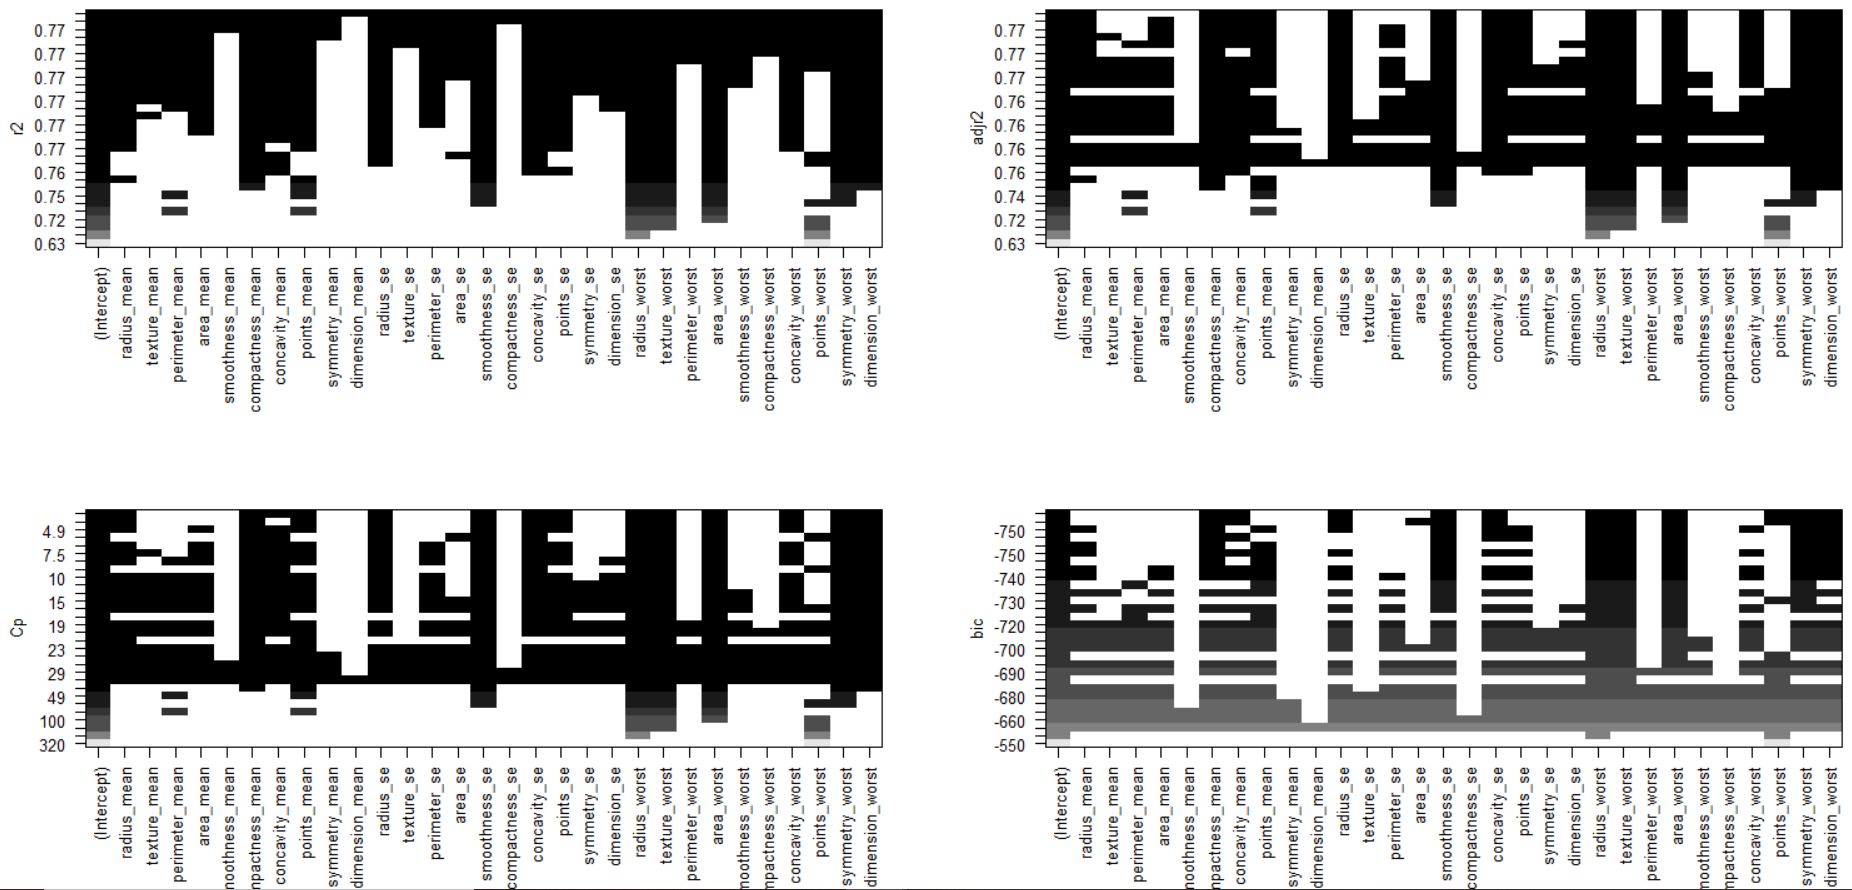 r2
0.77
0.77
0.77
0.77
0.77
0.77
0.76
0.75
0.72
0.63
(Intercept)
radius_mean
texture_mean
perimeter_mean
area_mean
smoothness_mean
compactness_mean
concavity_mean
points_mean
symmetry_mean
dimension_mean
radius_se
texture_se
perimeter_se
area_se
smoothness_se
compactness_se
concavity_se
points_se
symmetry_se
dimension_se
radius_worst
texture_worst
perimeter_worst
area_worst
smoothness_worst
compactness_worst
concavity_worst
points_worst
symmetry_worst
dimension_worst
adjr2
0.77
0.77
0.77
0.76
0.76
0.76
0.76
0.74
0.72
0.63
(Intercept)
radius_mean
texture_mean
perimeter_mean
area_mean
smoothness_mean
compactness_mean
concavity_mean
points_mean
symmetry_mean
dimension_mean
radius_se
texture_se
perimeter_se
area_se
smoothness_se
compactness_se
concavity_se
points_se
symmetry_se
dimension_se
radius_worst
texture_worst
perimeter_worst
area_worst
smoothness_worst
compactness_worst
concavity_worst
points_worst
symmetry_worst
dimension_worst
Cp
4.9
7.5
10
15
19
23
29
49
100
320
(Intercept)
radius_mean
texture_mean
perimeter_mean
area_mean
moothness_mean
mpactness_mean
concavity_mean
points_mean
symmetry_mean
dimension_mean
radius_se
texture_se
perimeter_se
area_se
smoothness_se
compactness_se
concavity_se
points_se
symmetry_se
dimension_se
radius_worst
texture_worst
perimeter_worst
area_worst
moothness_worst
mpactness_worst
concavity_worst
points_worst
symmetry_worst
dimension_worst
bic
-750
-750
-740
-730
-720
-700
-690
-680
-660
-550
(Intercept)
radius_mean
texture_mean
perimeter_mean
area_mean
moothness_mean
mpactness_mean
concavity_mean
points_mean
symmetry_mean
dimension_mean
radius_se
texture_se
perimeter_se
area_se
smoothness_se
compactness_se
concavity_se
points_se
symmetry_se
dimension_se
radius_worst
texture_worst
perimeter_worst
area_worst
moothness_worst
mpactness_worst
concavity_worst
points_worst
symmetry_worst
dimension_worst